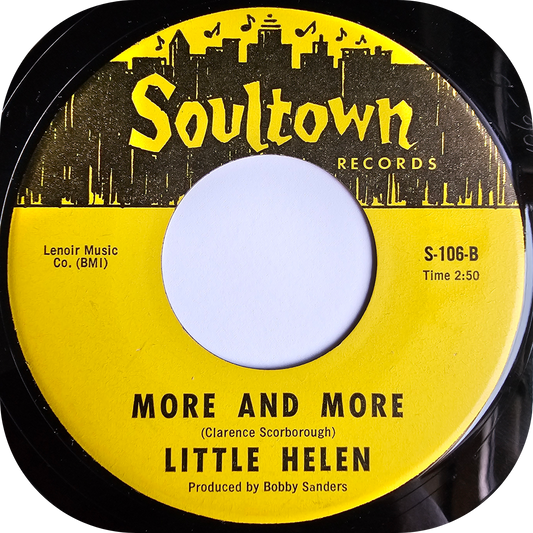 Soultown
RECORDS
Lenoir Music
Co. (BMI)
S-106-B
Time 2:50
MORE AND MORE
(Clarence Scorborough)
LITTLE HELEN
Produced by Bobby Sanders